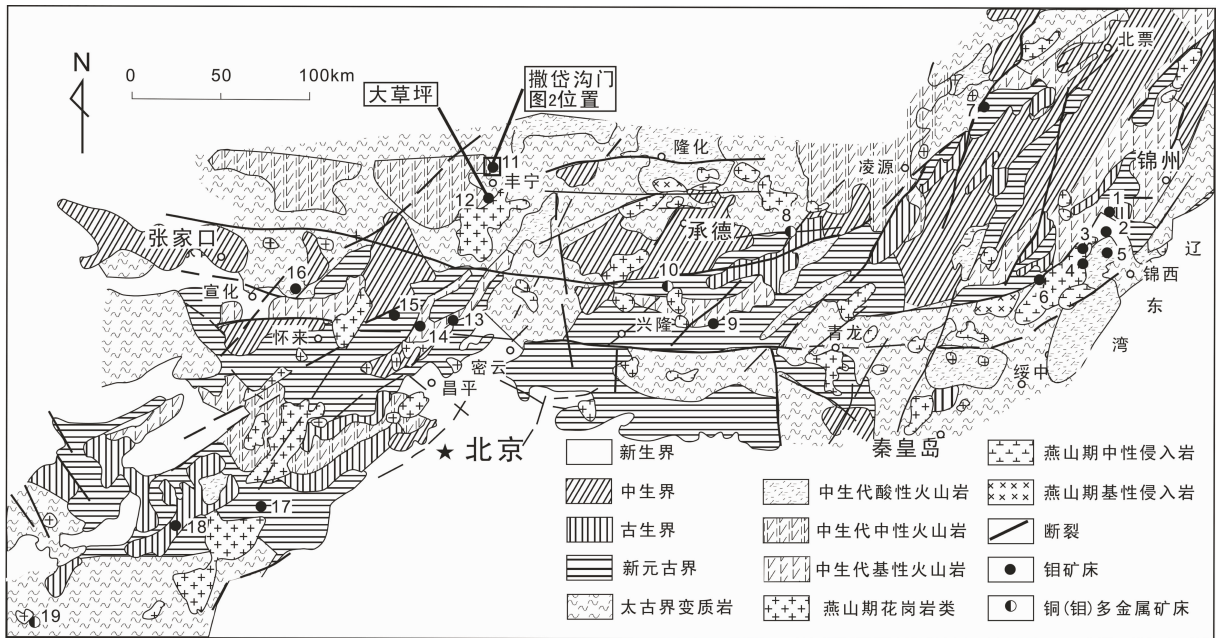 N
0 50 100km
大草坪
撒岱沟门
图2位置
北票
7
隆化
凌源
锦州
11
丰宁
12
8
1
2
3
5
4
辽
东
湾
锦西
6
张家口
承德
10
16
宣化
15
13
14
怀来
兴隆
9
青龙
绥中
密云
昌平
★ 北京
秦皇岛
17
18
19
新生界
中生界
古生界
新元古界
太古界变质岩
中生代酸性火山岩
中生代中性火山岩
中生代基性火山岩
燕山期花岗岩类
燕山期中性侵入岩
燕山期基性侵入岩
断裂
钼矿床
铜(钼)多金属矿床